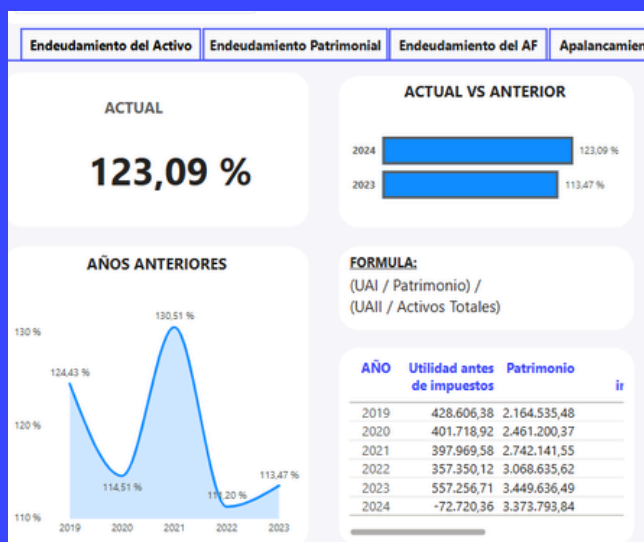 Endeudamiento del Activo Endeudamiento Patrimonial Endeudamiento del AF Apalancamien
ACTUAL
123,09 %
ACTUAL VS ANTERIOR
2024 123,09 %
2023 113,47 %
AÑOS ANTERIORES
130,51 %
130 %
124,43 %
120 %
114,51 %
113,47 %
111,20 %
110 %
2019 2020 2021 2022 2023
FORMULA:
(UAI / Patrimonio) /
(UAII / Activos Totales)
AÑO Utilidad antes Patrimonio
de impuestos
2019 428.606,38 2.164.535,48
2020 401.718,92 2.461.200,37
2021 397.969,58 2.742.141,55
2022 357.350,12 3.068.635,62
2023 557.256,71 3.449.636,49
2024 -72.720,36 3.373.793,84